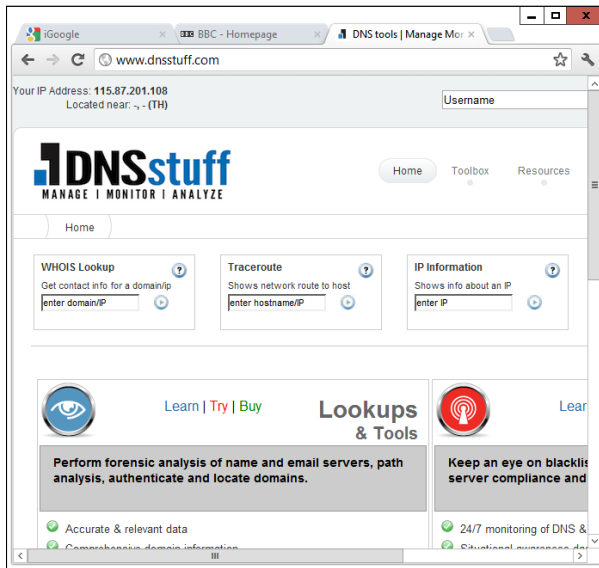 iGoogle
BBC - Homepage
DNS tools | Manage Mor
www.dnsstuff.com
Your IP Address: 115.87.201.108
Located near: -, - (TH)
Username
DNSstuff
MANAGE | MONITOR | ANALYZE
Home Toolbox Resources
Home
WHOIS Lookup
Get contact info for a domain/ip
enter domain/IP
Traceroute
Shows network route to host
enter hostname/IP
IP Information
Shows info about an IP
enter IP
Learn | Try | Buy
Lookups
& Tools
Perform forensic analysis of name and email servers, path
analysis, authenticate and locate domains.
Accurate & relevant data
Comprehensive domain information
Lear
Keep an eye on blacklis
server compliance and
24/7 monitoring of DNS &
Situational awareness